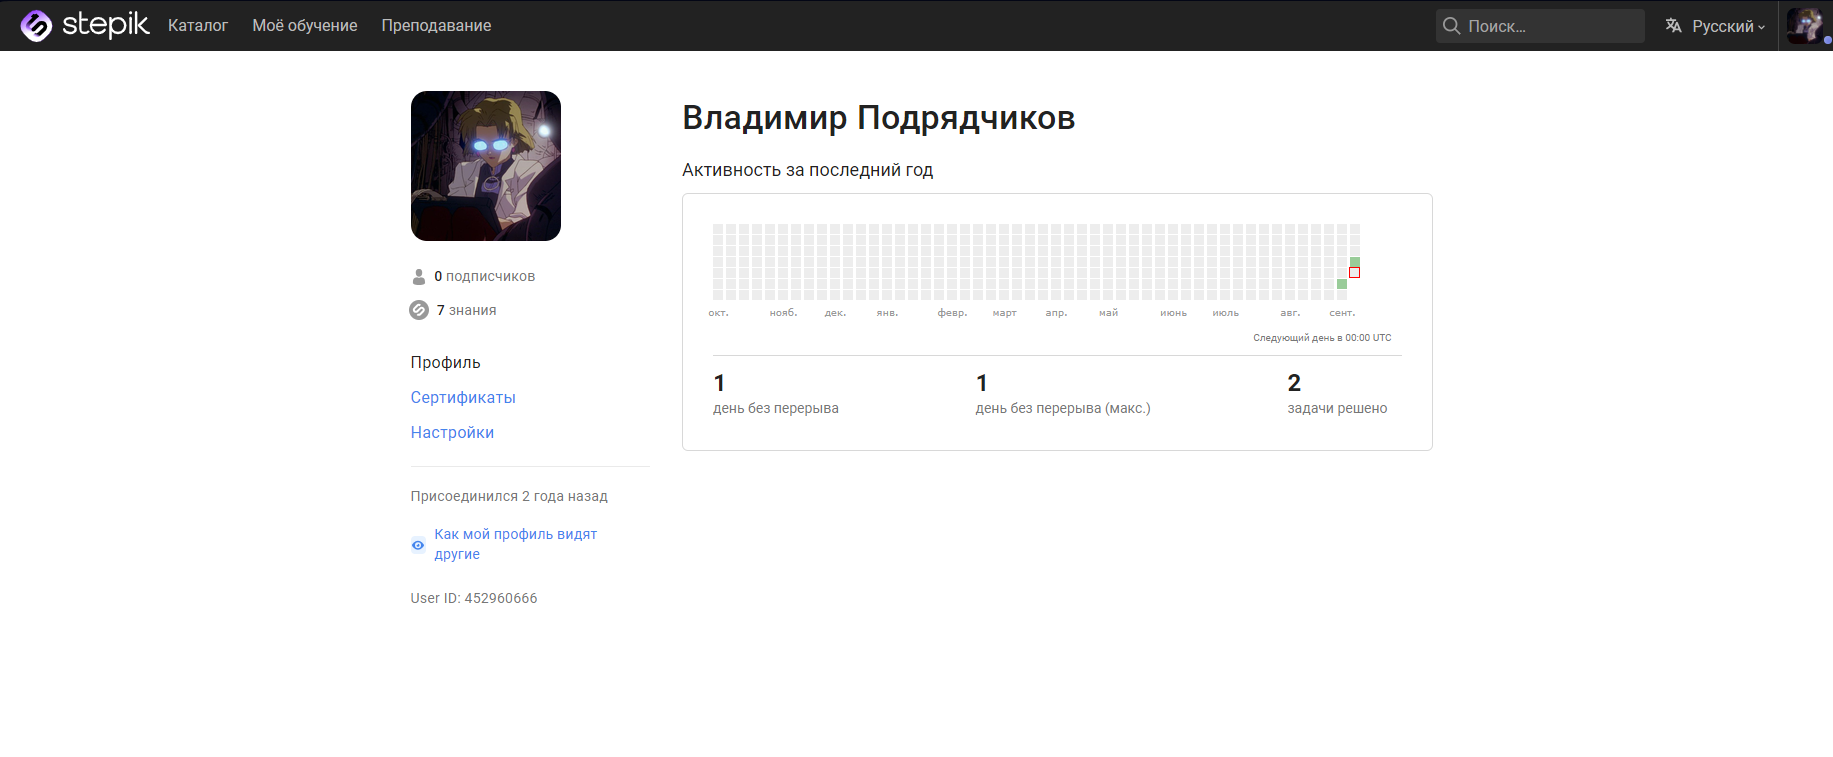 stepik Каталог Моё обучение Преподавание Поиск... Русский
Владимир Подрядчиков
Активность за последний год
окт. нояб. дек. янв. февр. март апр. май июнь июль авг. сент.
Следующий день в 00:00 UTC
1 1 2
день без перерыва день без перерыва (макс.) задачи решено
0 подписчиков
7 знания
Профиль
Сертификаты
Настройки
Присоединился 2 года назад
Как мой профиль видят
другие
User ID: 452960666